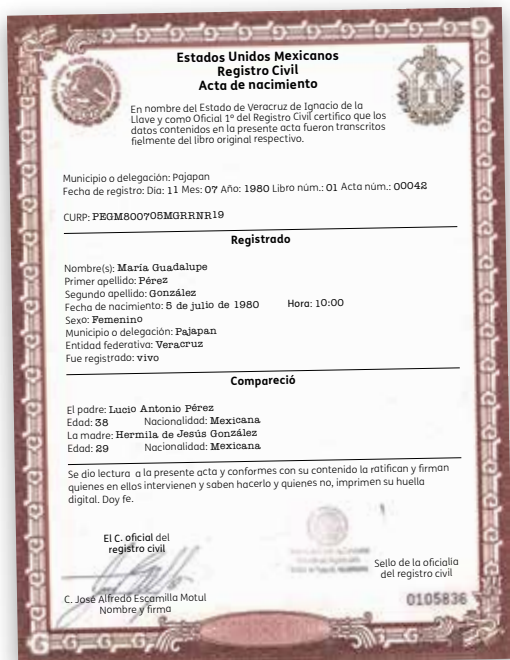 Estados Unidos Mexicanos
Registro Civil
Acta de nacimiento
En nombre del Estado de Veracruz de Ignacio de la
Llave y como Oficial 1° del Registro Civil certifico que los
datos contenidos en la presente acta fueron transcritos
fielmente del libro original respectivo.
Municipio o delegación: Pajapan
Fecha de registro: Día: 11 Mes: 07 Año: 1980 Libro núm.: 01 Acta núm.: 00042
CURP: PEGM800705MGRRNR19
Registrado
Nombre(s): María Guadalupe
Primer apellido: Pérez
Segundo apellido: González
Fecha de nacimiento: 5 de julio de 1980 Hora: 10:00
Sexo: Femenino
Municipio o delegación: Pajapan
Entidad federativa: Veracruz
Fue registrado: vivo
Compareció
El padre: Lucio Antonio Pérez
Edad: 38 Nacionalidad: Mexicana
La madre: Hermila de Jesús González
Edad: 29 Nacionalidad: Mexicana
Se dio lectura a la presente acta y conformes con su contenido la ratifican y firman
quienes en ellos intervienen y saben hacerlo y quienes no, imprimen su huella
digital. Doy fe.
El C. oficial del
registro civil
Sello de la oficialia
del registro civil
C. José Alfredo Escamilla Motul
Nombre y firma
0105836